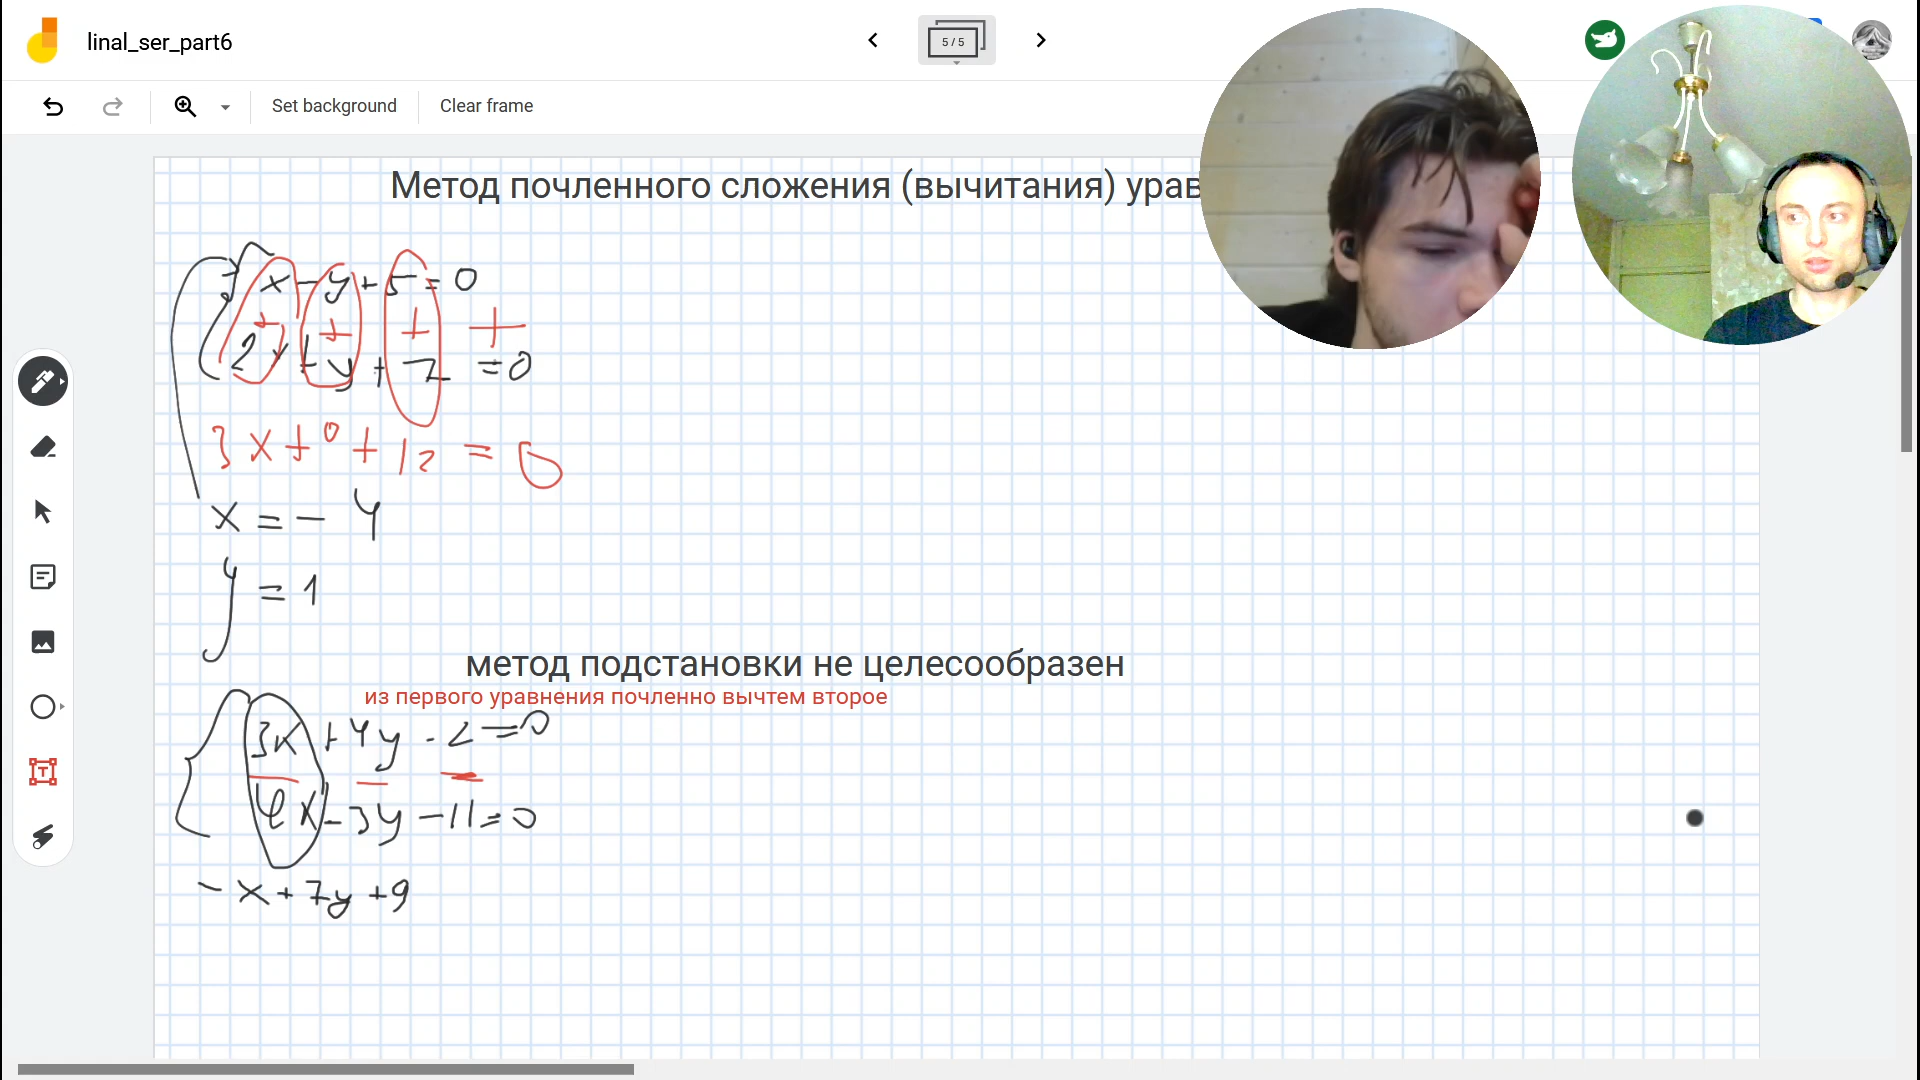 linal_ser_part6
5 / 5
Set background
Clear frame
Метод почленного сложения (вычитания) урав
x - y + 5 = 0
+ + + +
2x + y + 7 = 0
3x + 0 + 12 = 0
x = - 4
y = 1
метод подстановки не целесообразен
из первого уравнения почленно вычтем второе
3x + 4y - 2 = 0
4x - 3y - 11 = 0
- x + 7y + 9